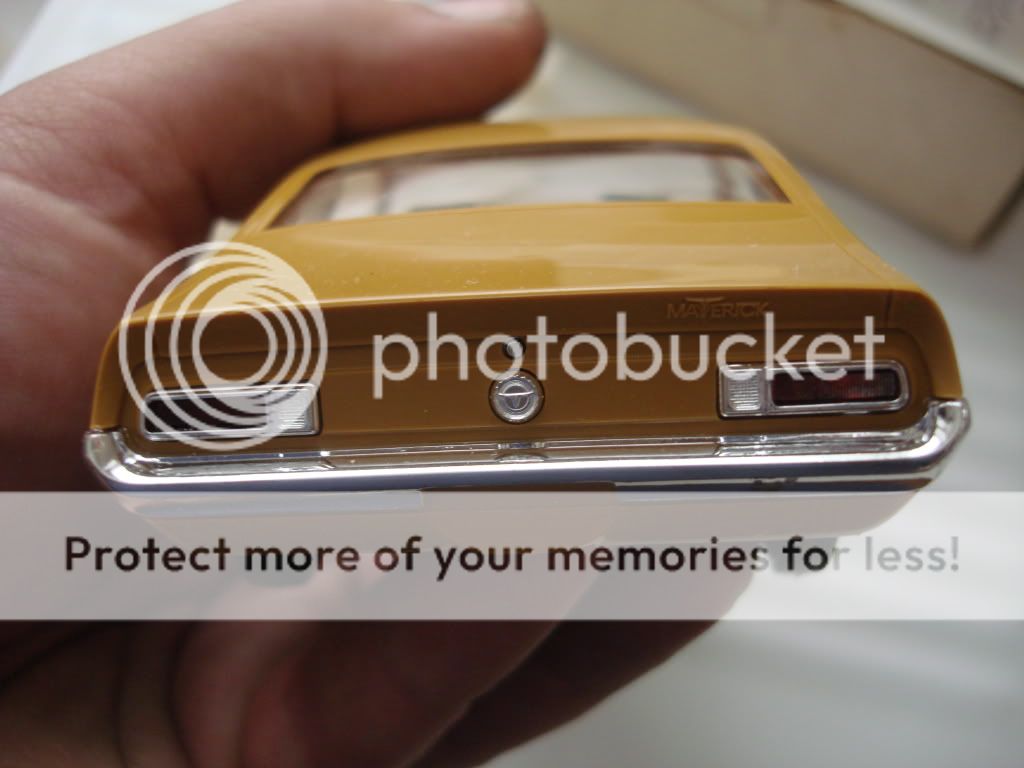 MAVERICK
photobucket
Protect more of your memories for less!